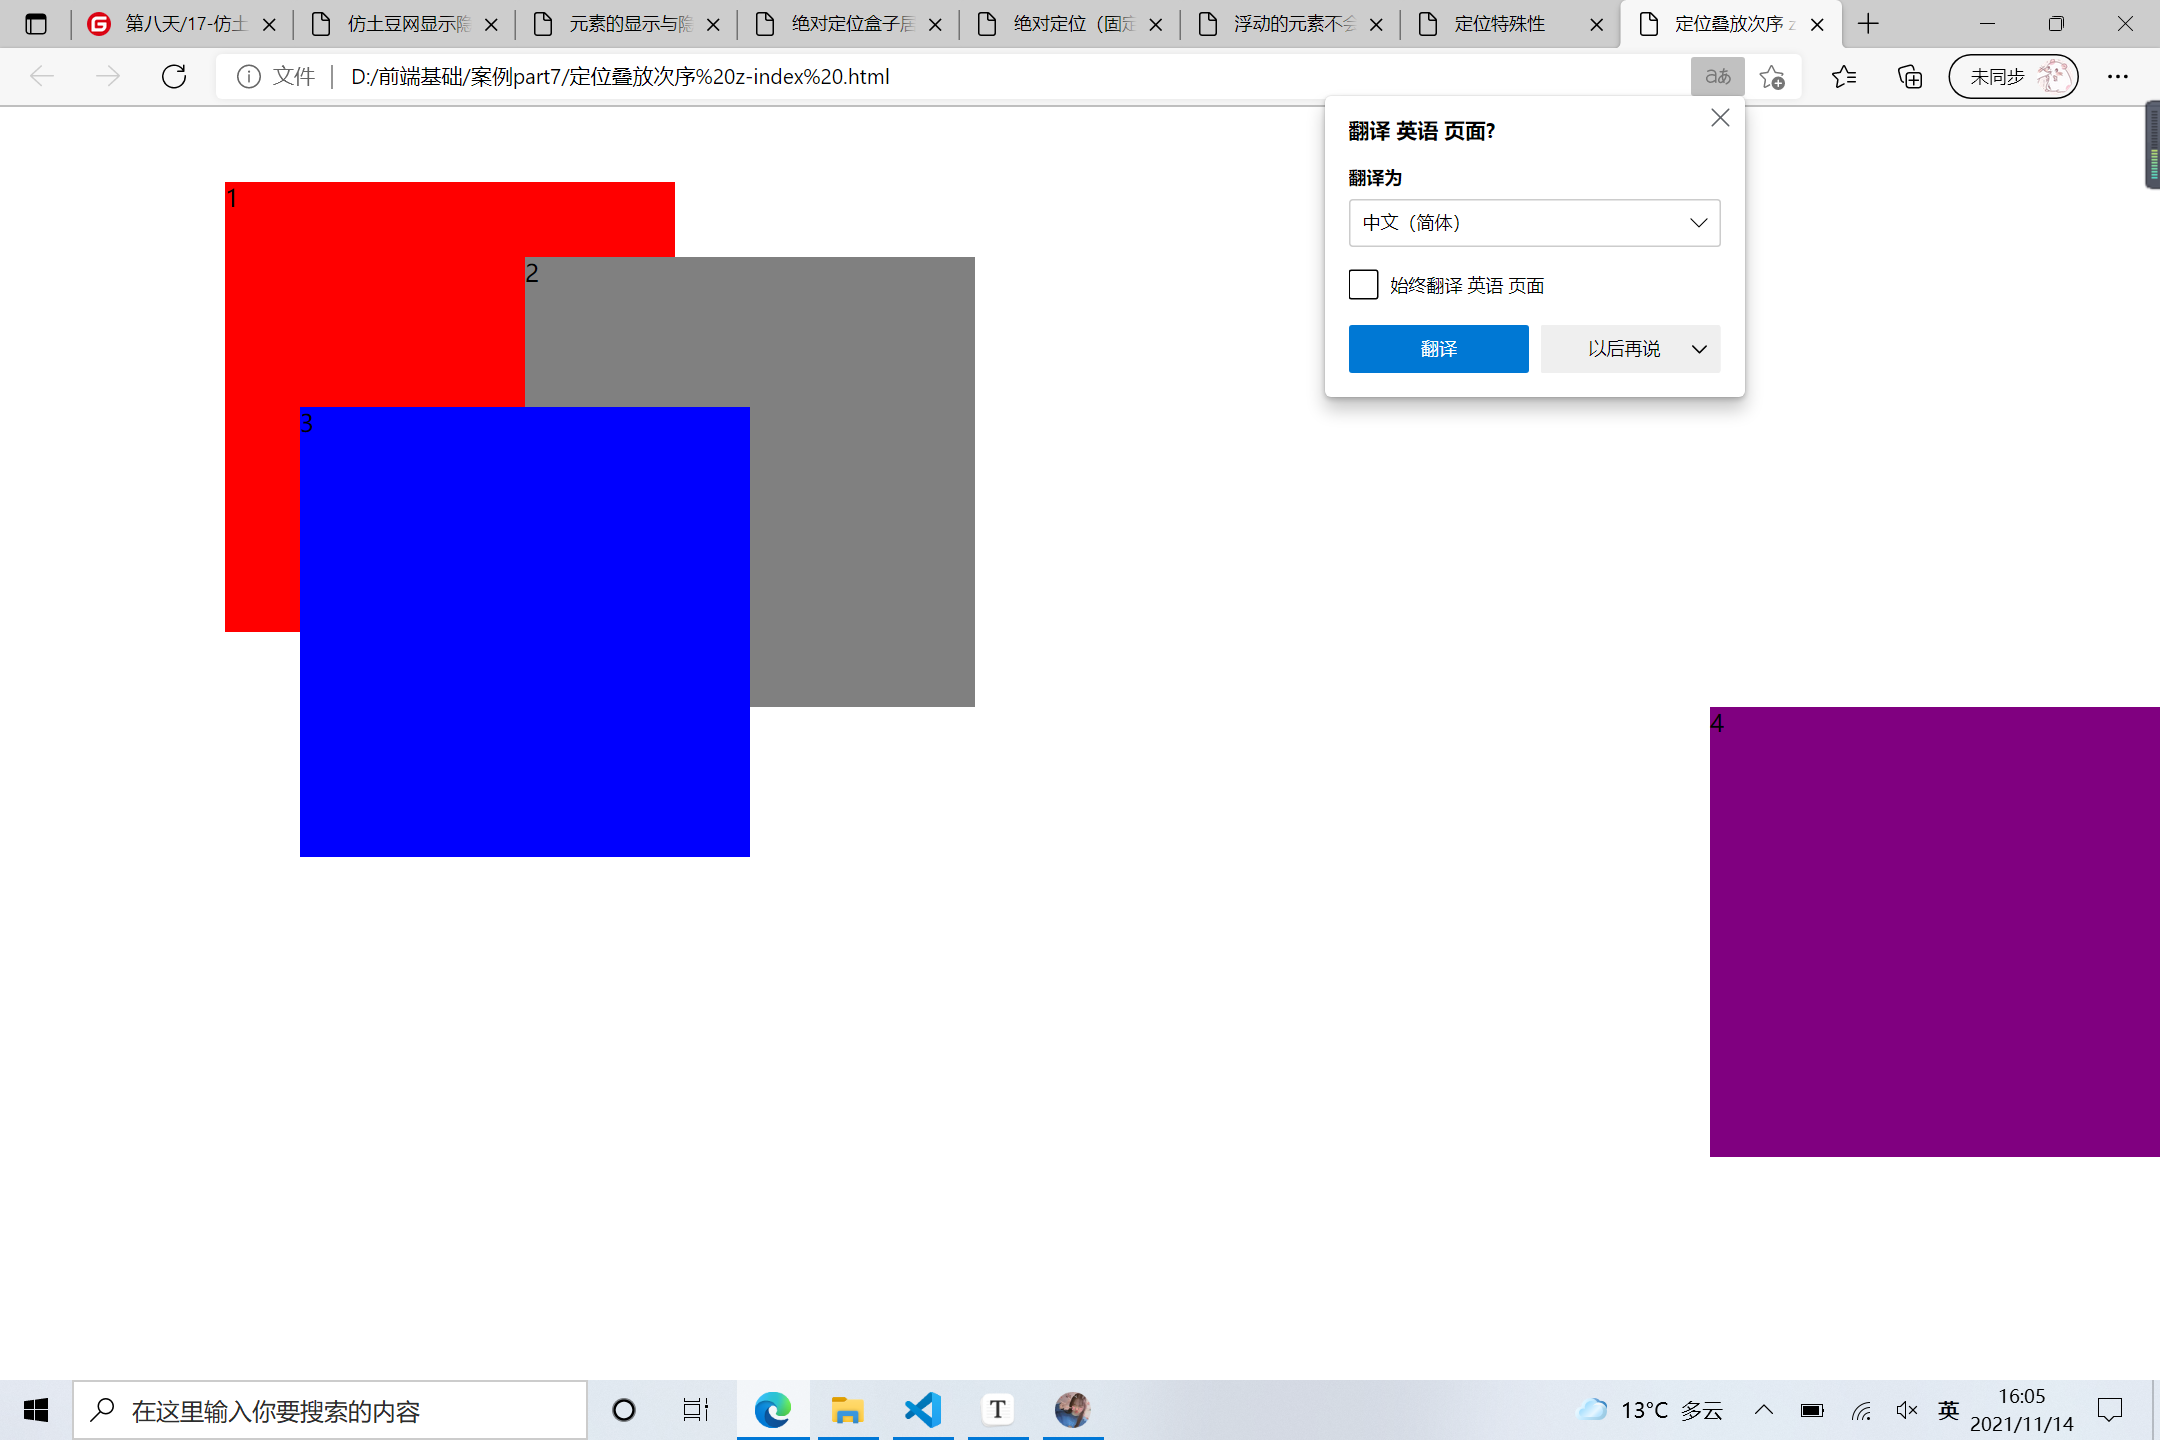 第八天/17-仿土
仿土豆网显示隐
元素的显示与隐
绝对定位盒子居
绝对定位（固定
浮动的元素不会
定位特殊性
定位叠放次序 z
文件
D:/前端基础/案例part7/定位叠放次序%20z-index%20.html
aあ
未同步
翻译 英语 页面?
翻译为
中文（简体）
始终翻译 英语 页面
翻译
以后再说
1
2
3
4
在这里输入你要搜索的内容
T
13°C 多云
英
16:05
2021/11/14